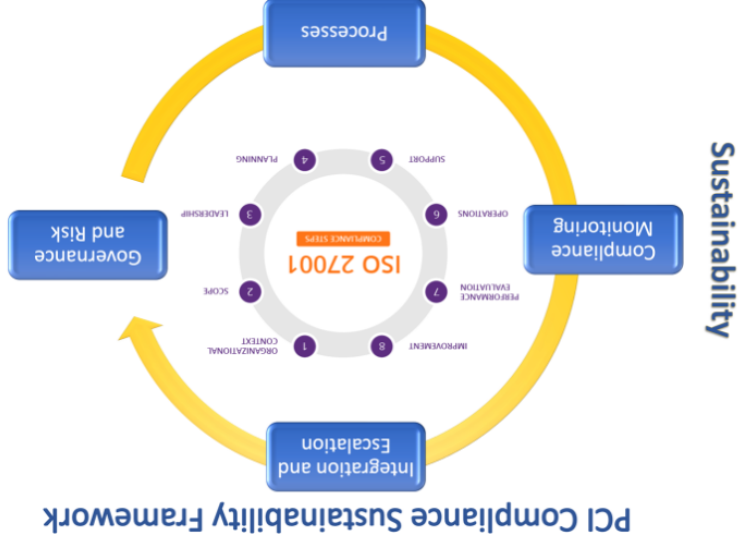 PCI Compliance Sustainability Framework
Integration and
Escalation
Compliance
Monitoring
Governance
and Risk
Processes
Sustainability
ISO 27001
COMPLIANCE STEPS
1
ORGANIZATIONAL
CONTEXT
2
SCOPE
3
LEADERSHIP
4
PLANNING
5
SUPPORT
6
OPERATIONS
7
PERFORMANCE
EVALUATION
8
IMPROVEMENT